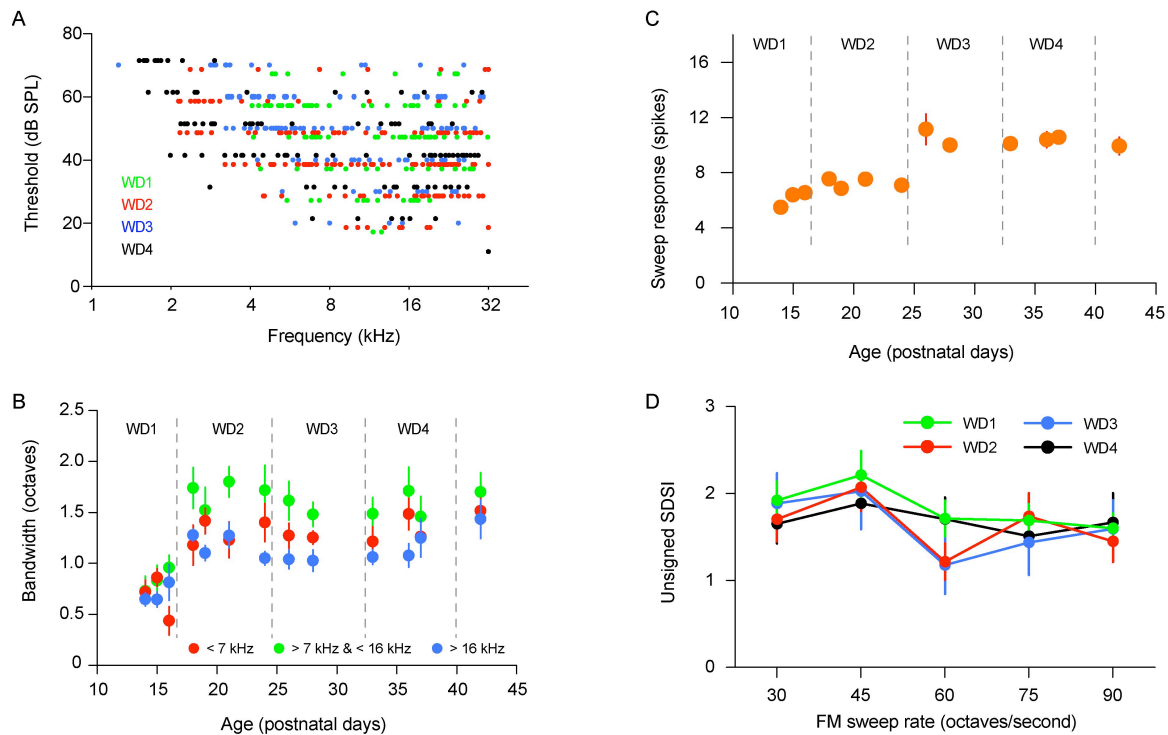 A
80
60
40
20
0
Threshold (dB SPL)
WD1
WD2
WD3
WD4
1 2 4 8 16 32
Frequency (kHz)
B
2.5
2.0
1.5
1.0
0.5
0
Bandwidth (octaves)
WD1 WD2 WD3 WD4
< 7 kHz > 7 kHz & < 16 kHz > 16 kHz
10 15 20 25 30 35 40 45
Age (postnatal days)
C
16
12
8
4
0
Sweep response (spikes)
WD1 WD2 WD3 WD4
10 15 20 25 30 35 40 45
Age (postnatal days)
D
3
2
1
0
Unsigned SDSI
WD1 WD3
WD2 WD4
30 45 60 75 90
FM sweep rate (octaves/second)